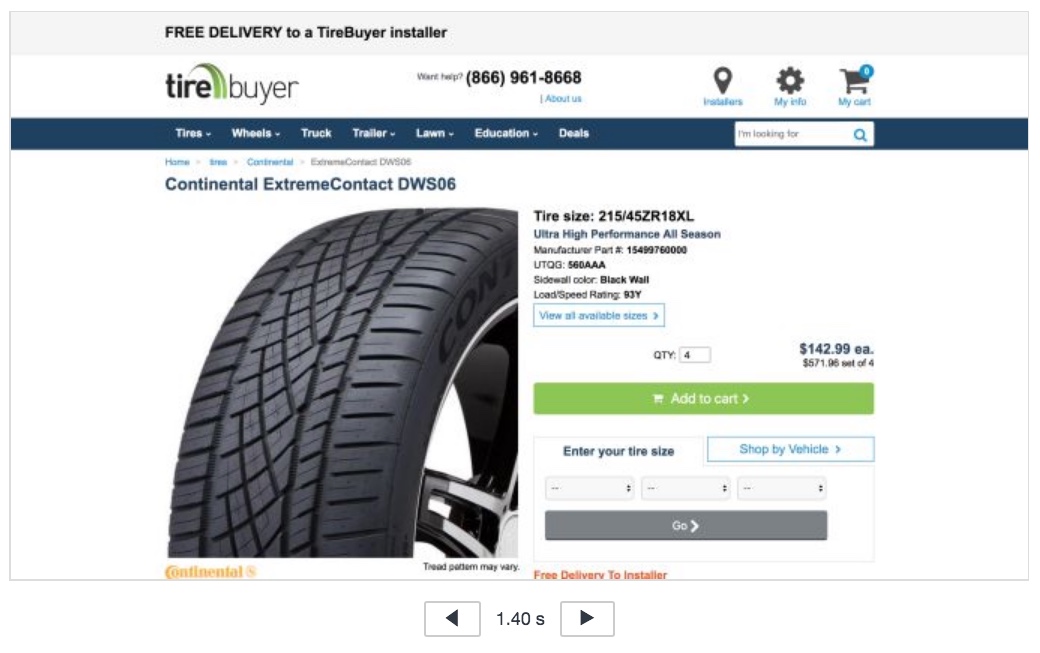 FREE DELIVERY to a TireBuyer installer
tirebuyer
Want help? (866) 961-8668
| About us
Installers
My info
0
My cart
Tires
Wheels
Truck
Trailer
Lawn
Education
Deals
I'm looking for
Home > tires > Continental > ExtremeContact DWS06
Continental ExtremeContact DWS06
CONT
Tire size: 215/45ZR18XL
Ultra High Performance All Season
Manufacturer Part #: 15499760000
UTQG: 560AAA
Sidewall color: Black Wall
Load/Speed Rating: 93Y
View all available sizes >
QTY: 4
$142.99 ea.
$571.96 set of 4
Add to cart >
Enter your tire size
Shop by Vehicle >
--
--
--
Go >
Continental
Tread pattern may vary.
Free Delivery To Installer
1.40 s